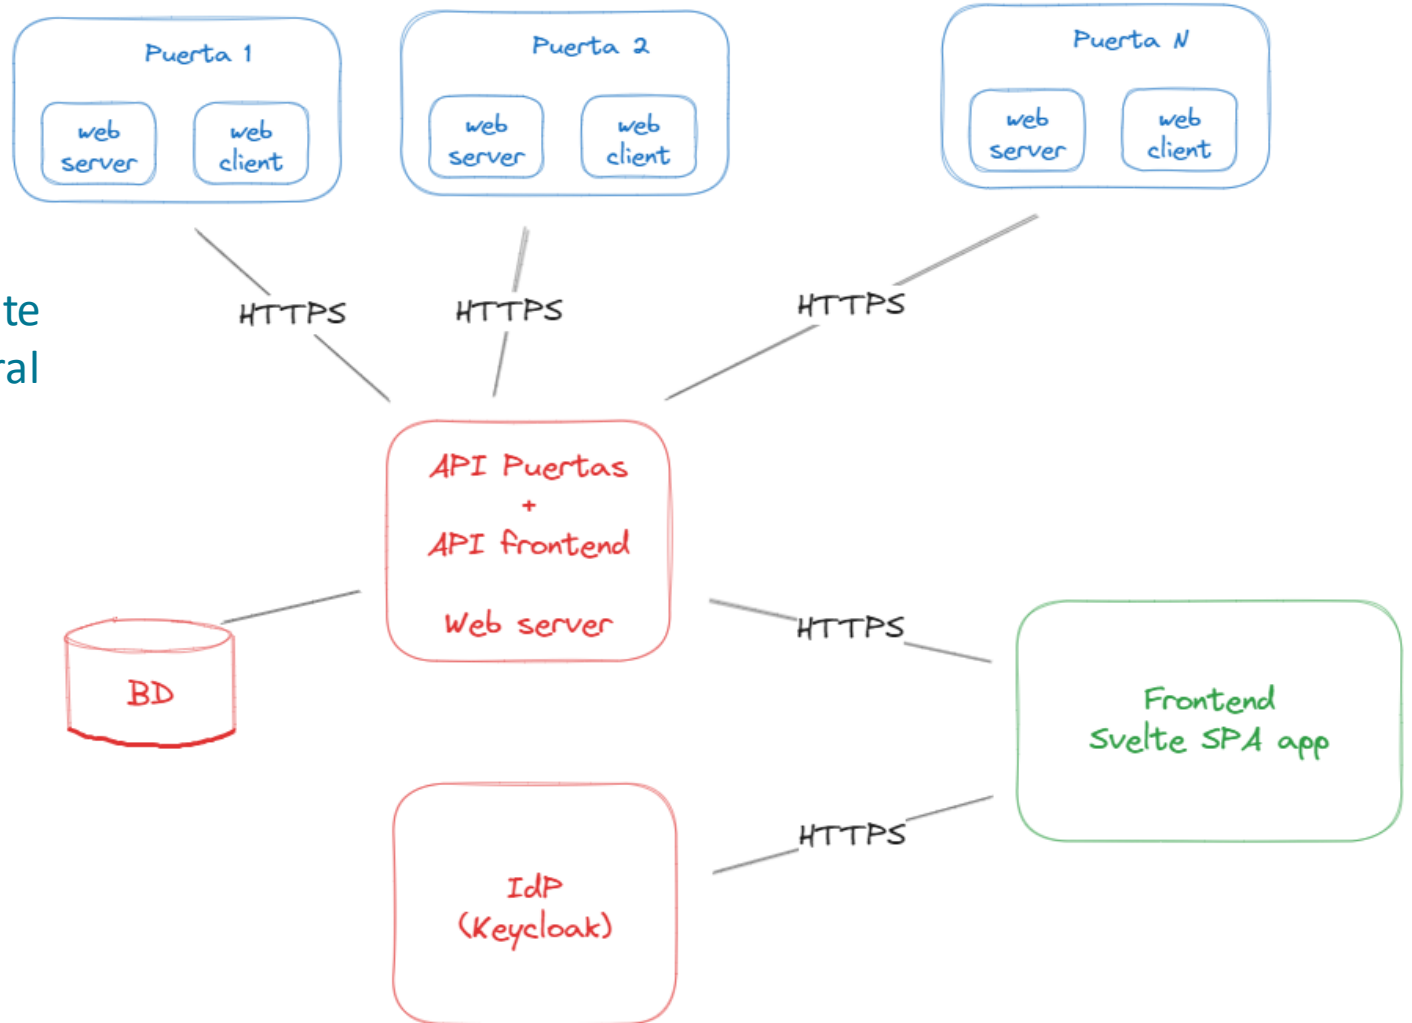 Puerta 1
web
server
web
client
Puerta 2
web
server
web
client
Puerta N
web
server
web
client
HTTPS
HTTPS
HTTPS
te
ral
API Puertas
+
API frontend
Web server
HTTPS
BD
Frontend
Svelte SPA app
HTTPS
IdP
(Keycloak)